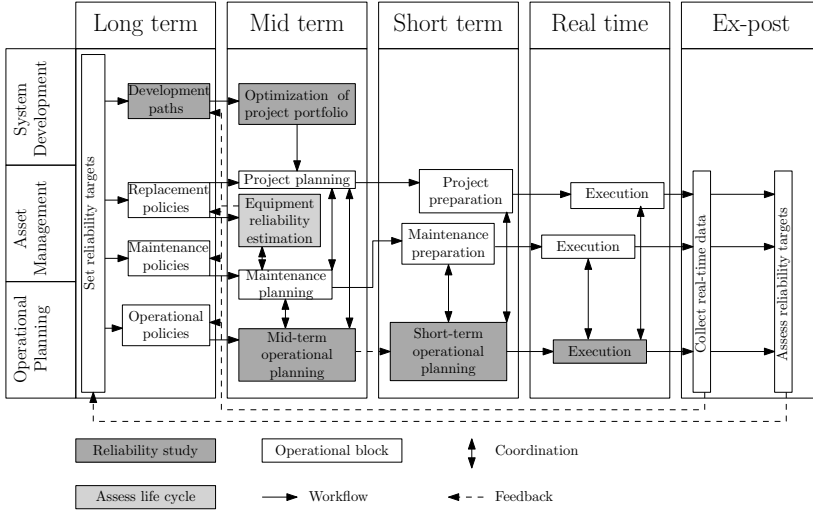 Long term
Mid term
Short term
Real time
Ex-post
System
Development
Asset
Management
Operational
Planning
Set reliability targets
Development
paths
Optimization of
project portfolio
Replacement
policies
Project planning
Equipment
reliability
estimation
Project
preparation
Execution
Maintenance
policies
Maintenance
planning
Maintenance
preparation
Execution
Operational
policies
Mid-term
operational
planning
Short-term
operational
planning
Execution
Collect real-time data
Assess reliability targets
Reliability study
Operational block
Coordination
Assess life cycle
Workflow
Feedback